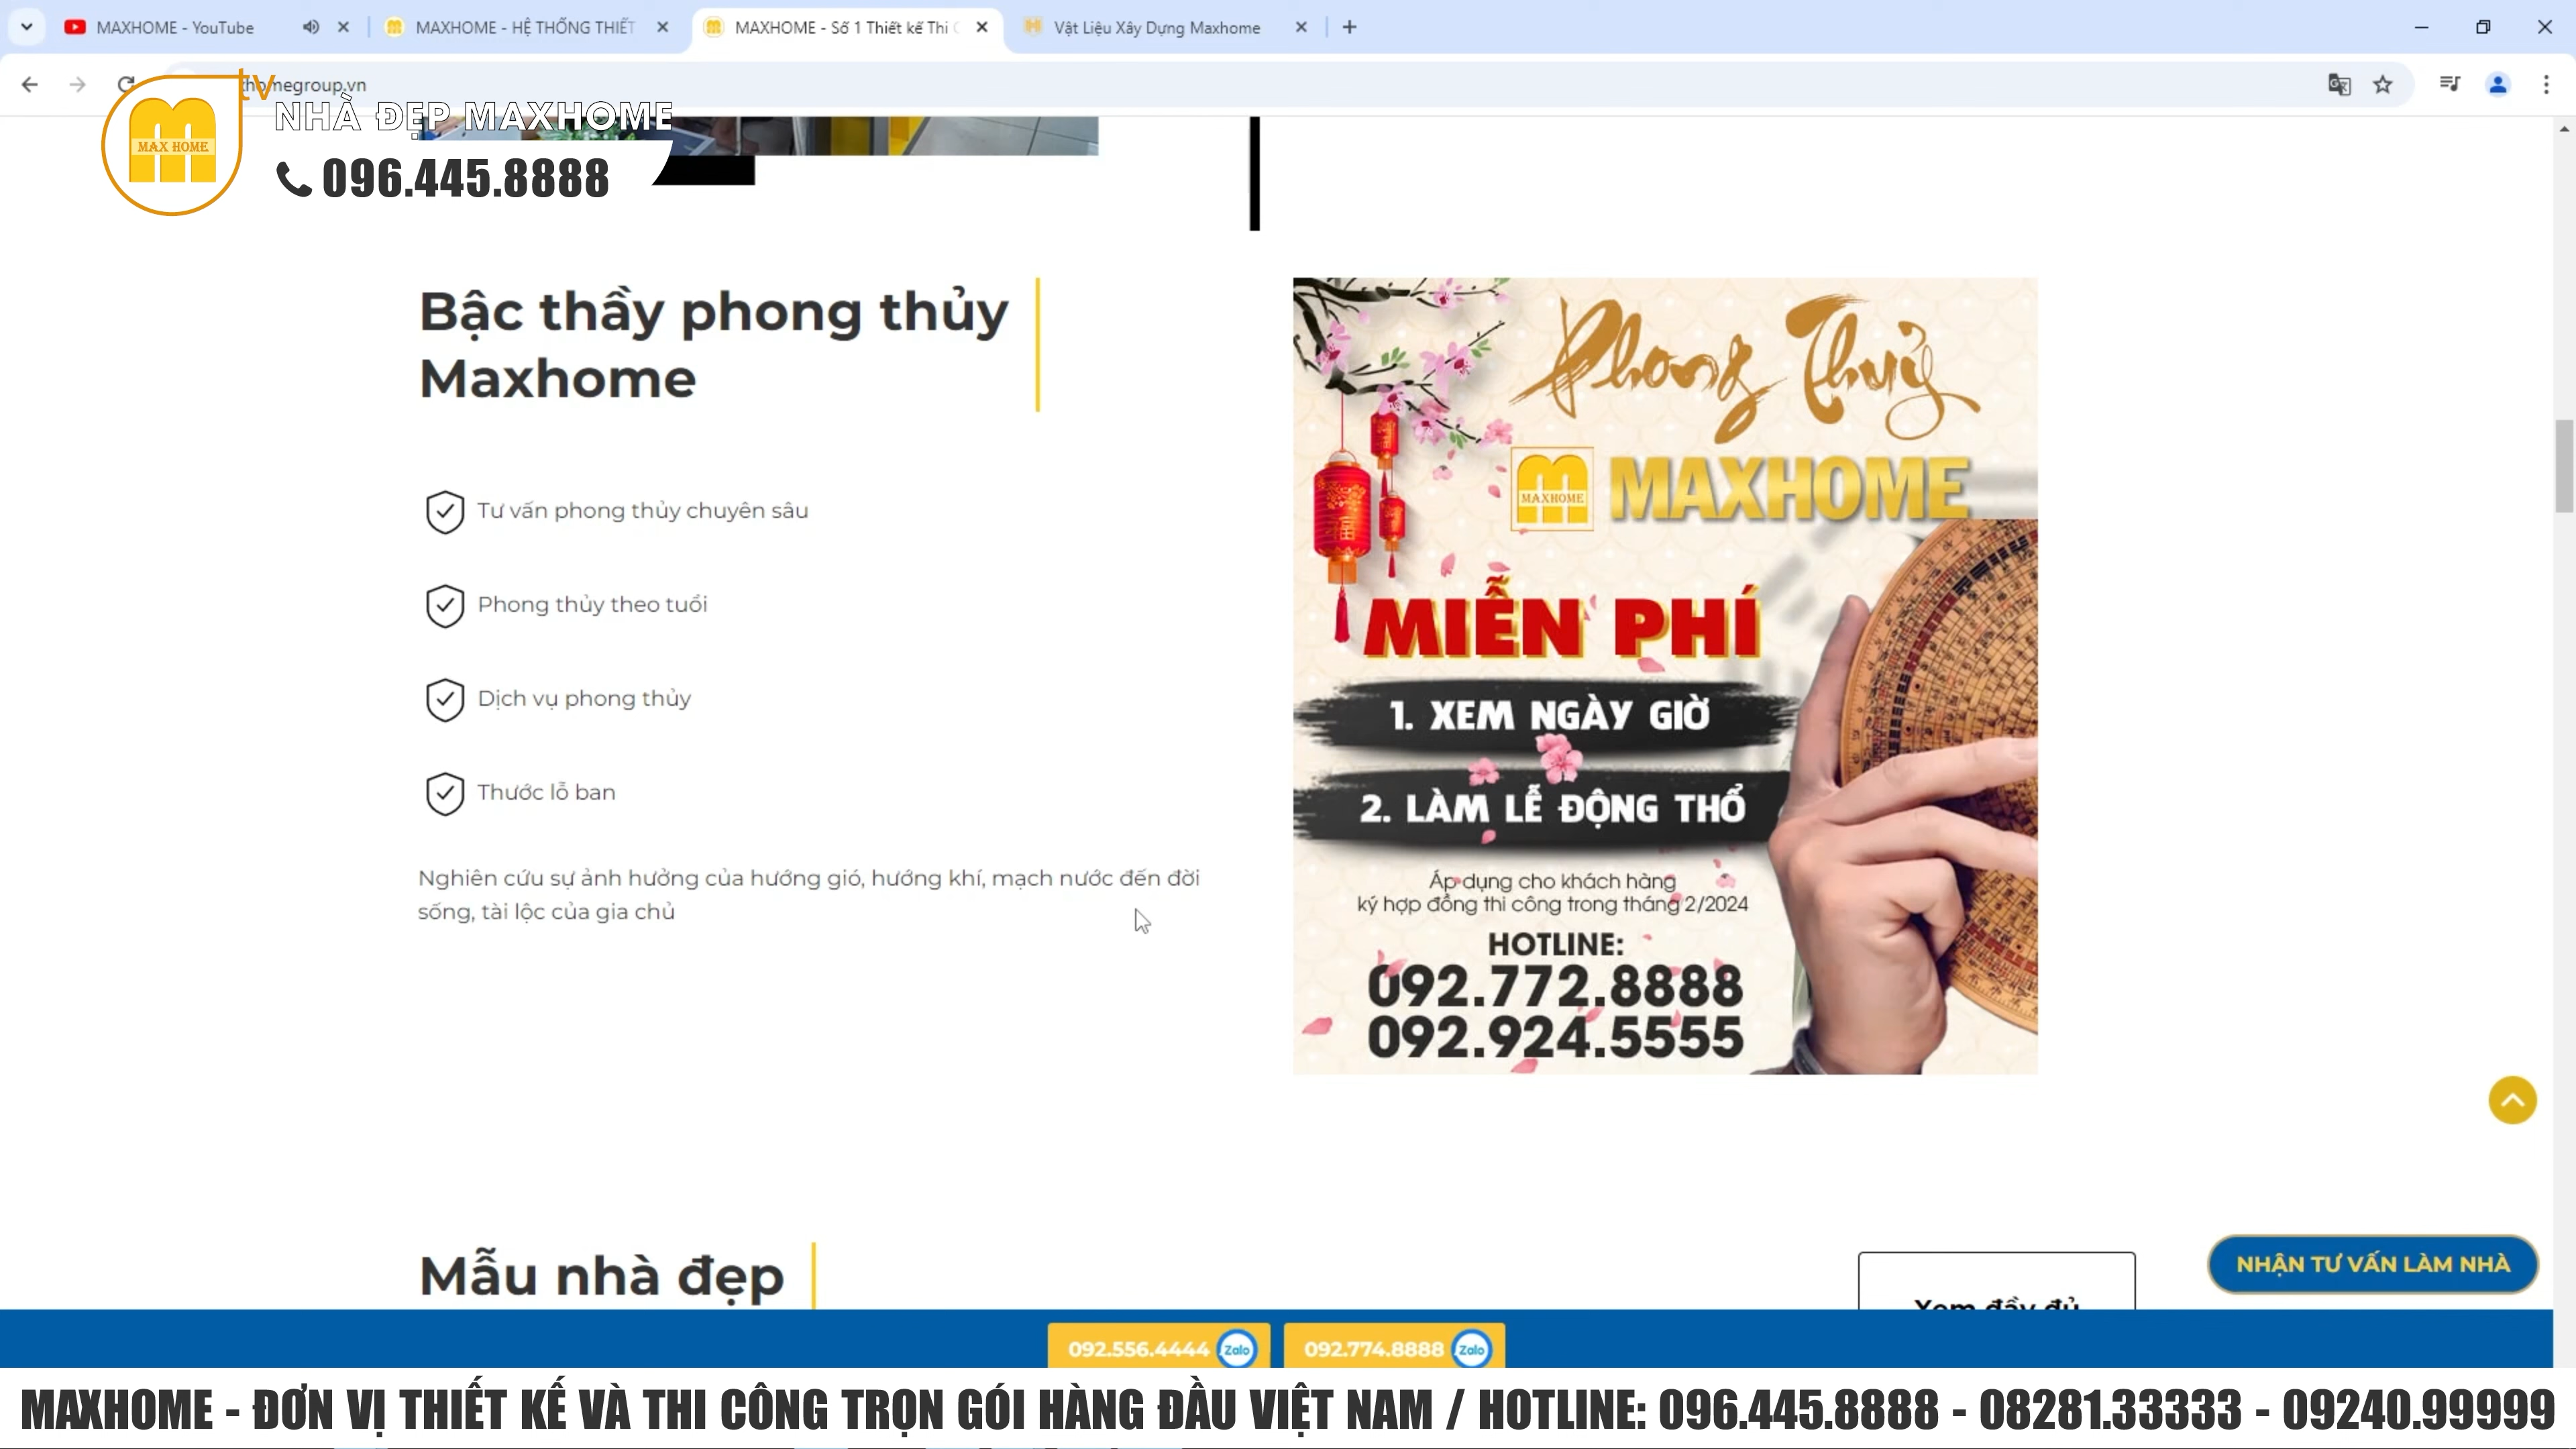 MAXHOME - YouTube
MAXHOME - HỆ THỐNG THIẾT
MAXHOME - Số 1 Thiết kế Thi
Vật Liệu Xây Dựng Maxhome
homegroup.vn
tv
NHÀ ĐẸP MAXHOME
MAX HOME
096.445.8888
Bậc thầy phong thủy
Maxhome
Tư vấn phong thủy chuyên sâu
Phong thủy theo tuổi
Dịch vụ phong thủy
Thước lỗ ban
Nghiên cứu sự ảnh hưởng của hướng gió, hướng khí, mạch nước đến đời
sống, tài lộc của gia chủ
Phong Thuỷ
MAXHOME
MAXHOME
MIỄN PHÍ
1. XEM NGÀY GIỜ
2. LÀM LỄ ĐỘNG THỔ
Áp dụng cho khách hàng
ký hợp đồng thi công trong tháng 2/2024
HOTLINE:
092.772.8888
092.924.5555
Mẫu nhà đẹp
Xem đầy đủ
NHẬN TƯ VẤN LÀM NHÀ
092.556.4444 Zalo
092.774.8888 Zalo
MAXHOME - ĐƠN VỊ THIẾT KẾ VÀ THI CÔNG TRỌN GÓI HÀNG ĐẦU VIỆT NAM / HOTLINE: 096.445.8888 - 08281.33333 - 09240.99999